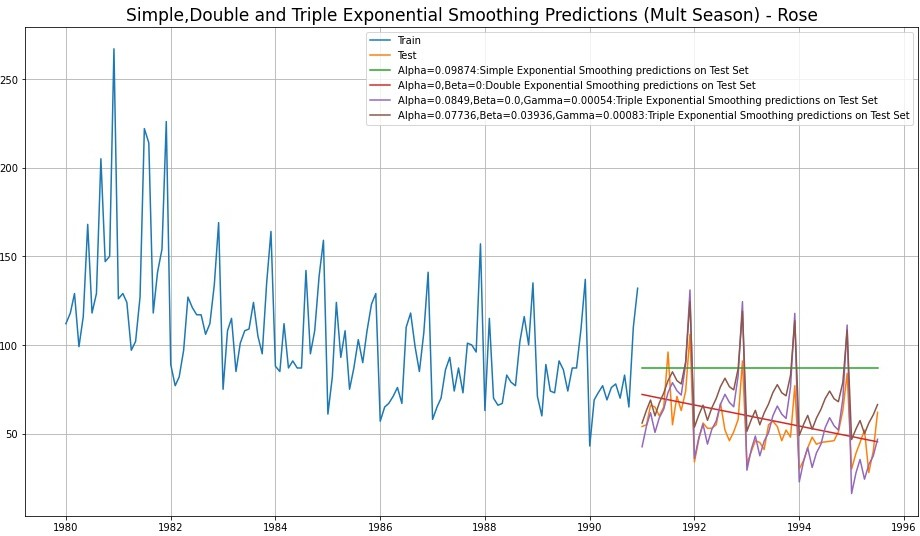 Simple,Double and Triple Exponential Smoothing Predictions (Mult Season) - Rose
Train
Test
Alpha=0.09874:Simple Exponential Smoothing predictions on Test Set
Alpha=0,Beta=0:Double Exponential Smoothing predictions on Test Set
Alpha=0.0849,Beta=0.0,Gamma=0.00054:Triple Exponential Smoothing predictions on Test Set
Alpha=0.07736,Beta=0.03936,Gamma=0.00083:Triple Exponential Smoothing predictions on Test Set
250
200
150
100
50
1980 1982 1984 1986 1988 1990 1992 1994 1996